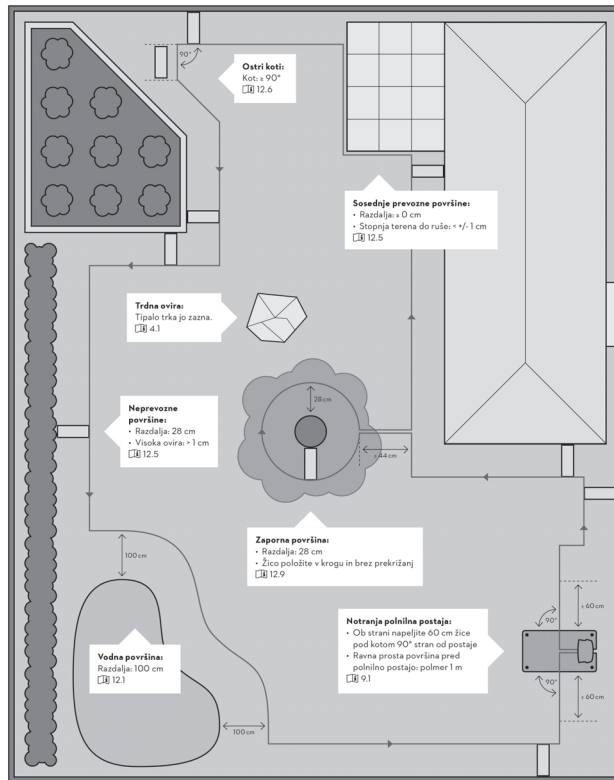 90°
Ostri koti:
Kot: ≥ 90°
12.6
Sosednje prevozne površine:
• Razdalja: ≥ 0 cm
• Stopnja terena do ruše: < +/- 1 cm
12.5
Trdna ovira:
Tipalo trka jo zazna.
4.1
28 cm
Neprevozne
površine:
• Razdalja: 28 cm
• Visoka ovira: > 1 cm
12.5
≥ 44 cm
Zaporna površina:
• Razdalja: 28 cm
• Žico položite v krogu in brez prekrižanj
12.9
100 cm
Notranja polnilna postaja:
• Ob strani napeljite 60 cm žice
pod kotom 90° stran od postaje
• Ravna prosta površina pred
polnilno postajo: polmer 1 m
9.1
≥ 60 cm
90°
90°
≥ 60 cm
Vodna površina:
Razdalja: 100 cm
12.1
100 cm